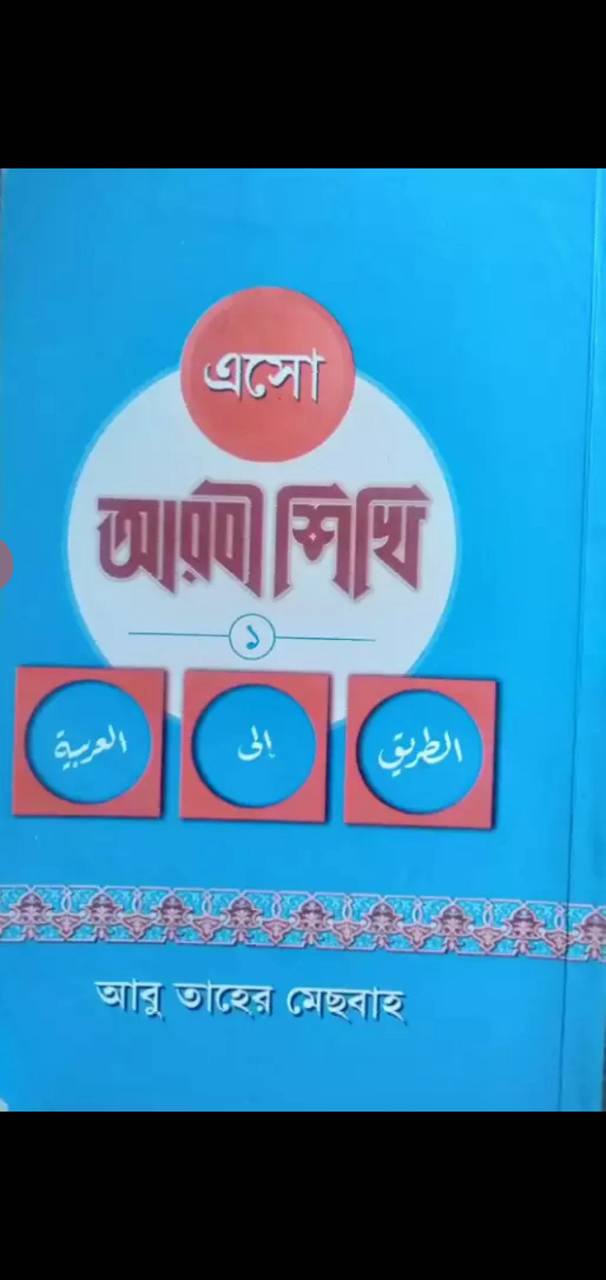 এসো
আরবী শিখি
১
الطريق إلى العربية
আবু তাহের মেছবাহ